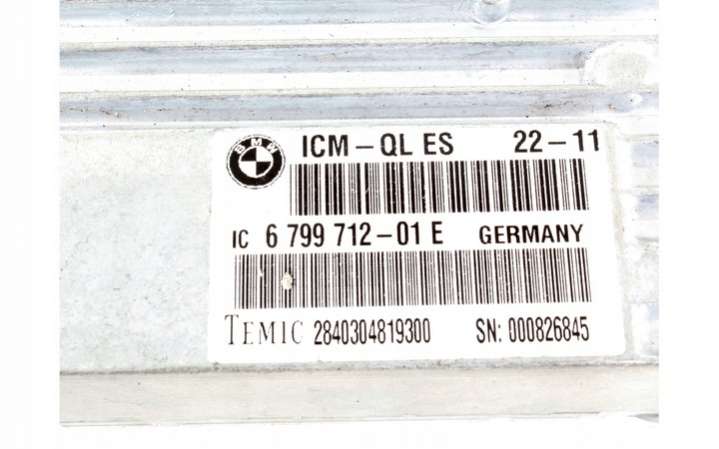 BMW
ICM-QL ES 22-11
IC 6 799 712-01 E GERMANY
TEMIC 2840304819300 SN: 000826845